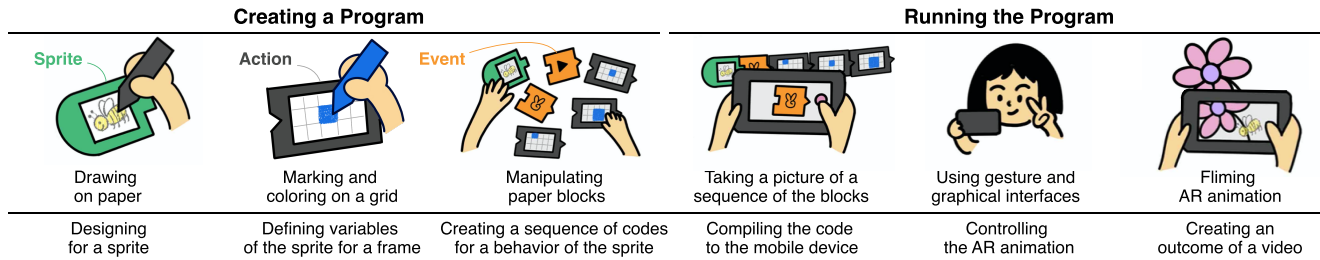 Creating a Program
Running the Program
Sprite
Action
Event
Drawing
on paper
Marking and
coloring on a grid
Manipulating
paper blocks
Taking a picture of a
sequence of the blocks
Using gesture and
graphical interfaces
Fliming
AR animation
Designing
for a sprite
Defining variables
of the sprite for a frame
Creating a sequence of codes
for a behavior of the sprite
Compiling the code
to the mobile device
Controlling
the AR animation
Creating an
outcome of a video